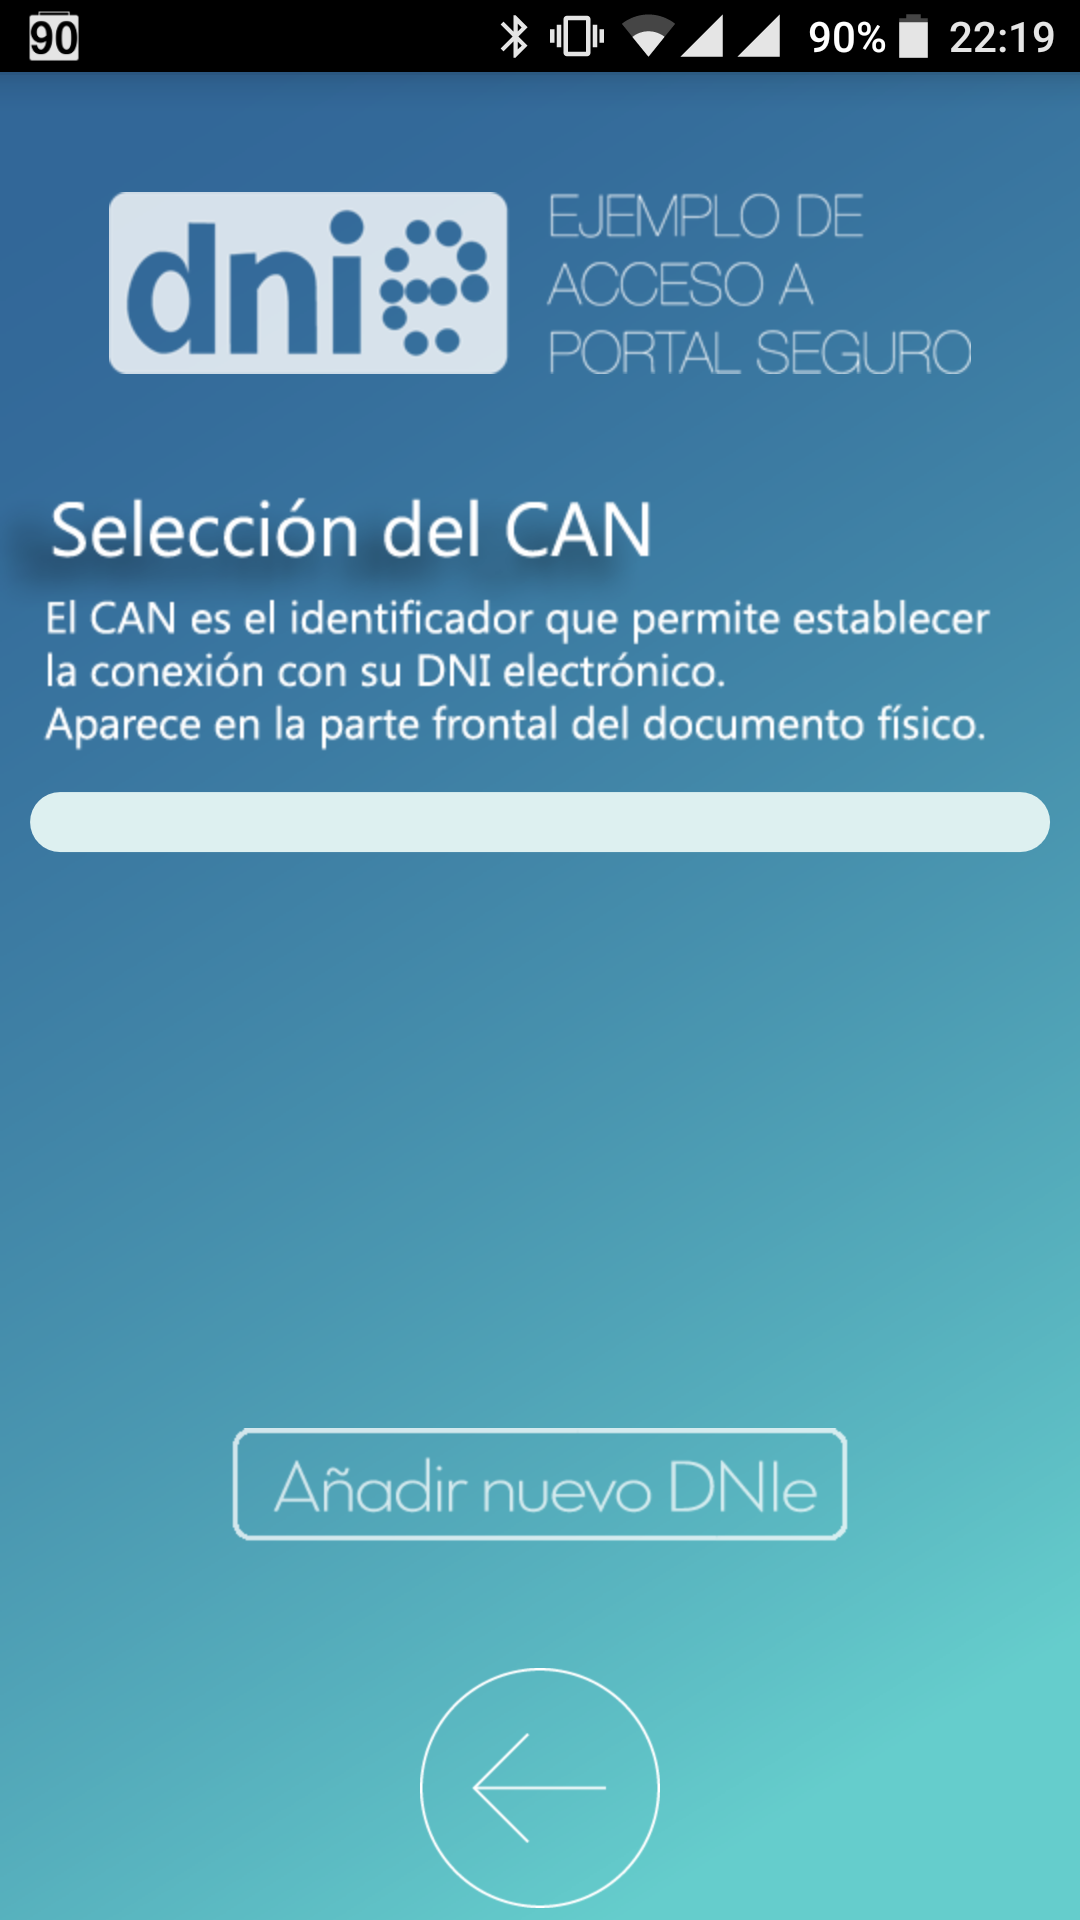 90 90% 22:19
dnie
EJEMPLO DE
ACCESO A
PORTAL SEGURO
Selección del CAN
El CAN es el identificador que permite establecer
la conexión con su DNI electrónico.
Aparece en la parte frontal del documento físico.
Añadir nuevo DNIe